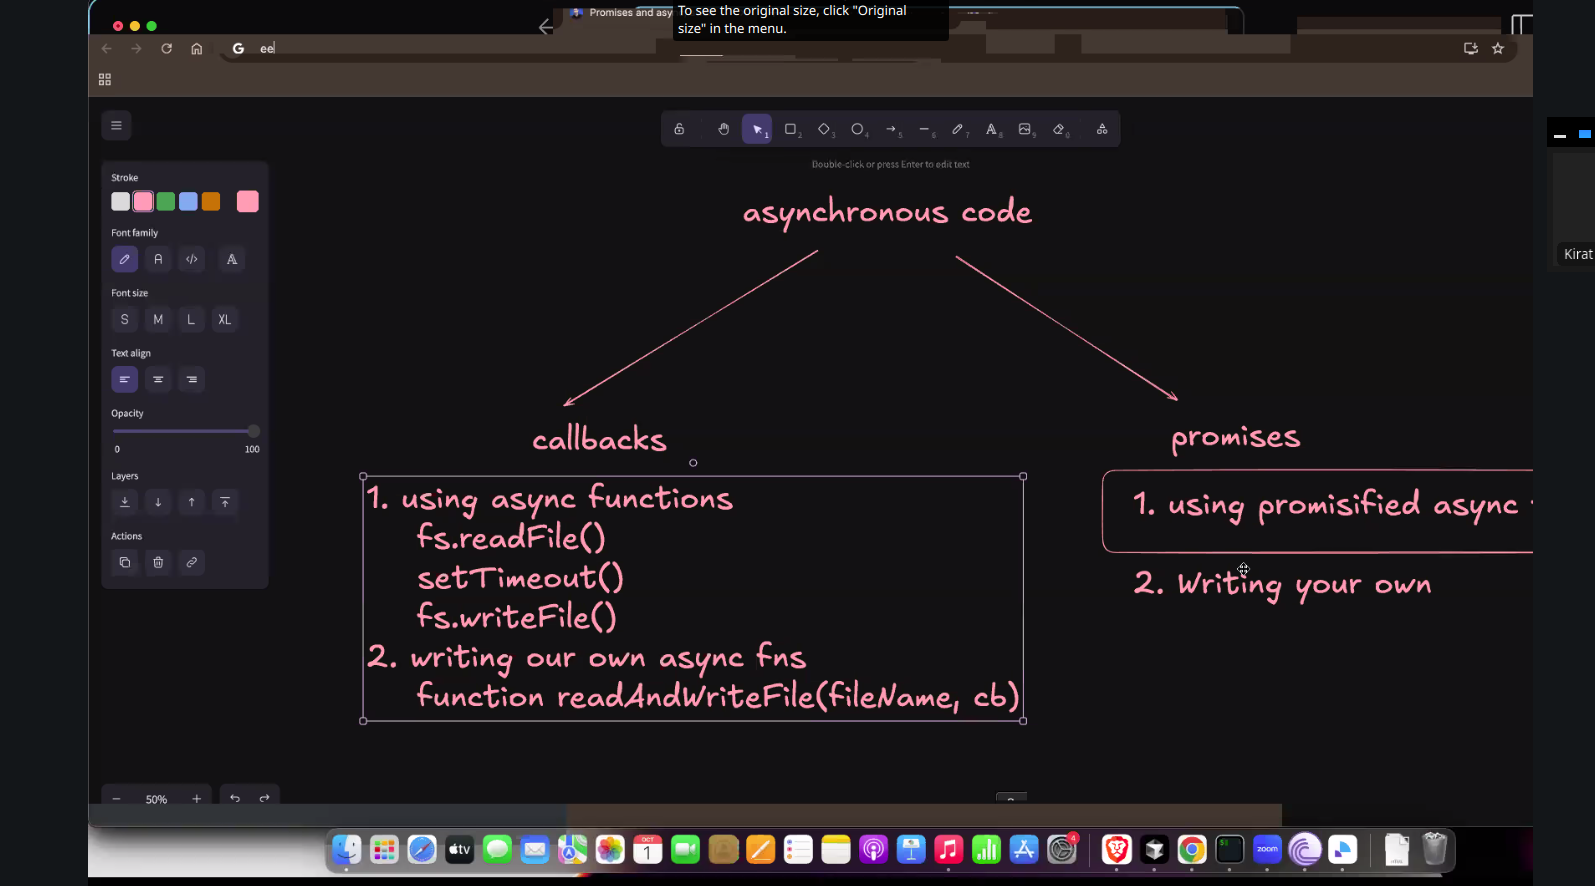 Promises and asy
To see the original size, click "Original
size" in the menu.
ee
Double-click or press Enter to edit text
Stroke
Font family
Font size
S M L XL
Text align
Opacity
0 100
Layers
Actions
asynchronous code
callbacks
1. using async functions
fs.readFile()
setTimeout()
fs.writeFile()
2. writing our own async fns
function readAndWriteFile(fileName, cb)
promises
1. using promisified async
2. Writing your own
Kirat
50%
OCT
1
tv
4
zoom